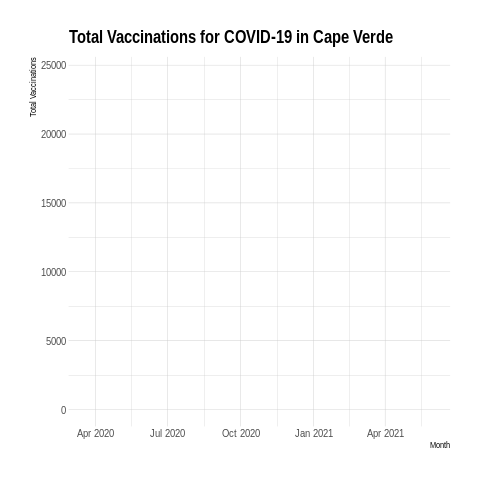 Total Vaccinations for COVID-19 in Cape Verde
Total Vaccinations
25000
20000
15000
10000
5000
0
Apr 2020 Jul 2020 Oct 2020 Jan 2021 Apr 2021
Month